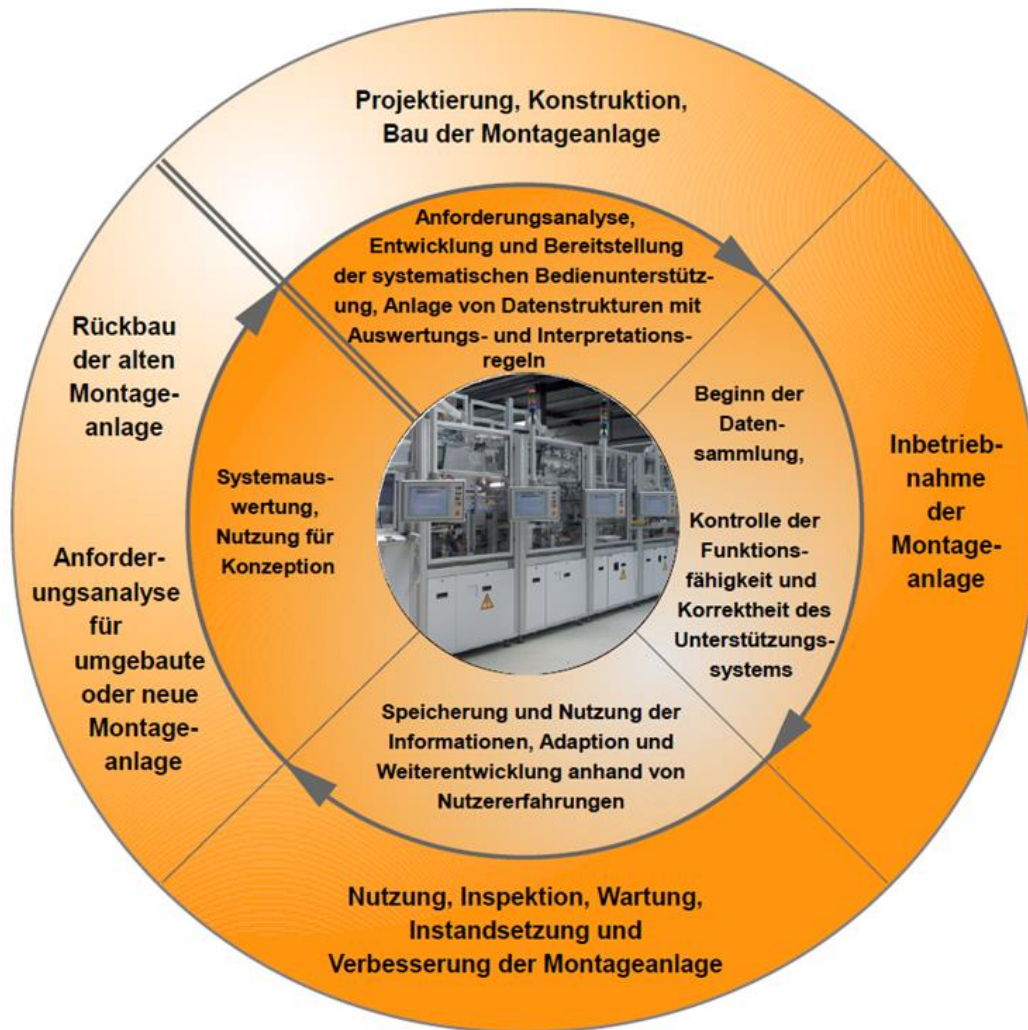 Projektierung, Konstruktion,
Bau der Montageanlage
Anforderungsanalyse,
Entwicklung und Bereitstellung
der systematischen Bedienunterstütz-
ung, Anlage von Datenstrukturen mit
Auswertungs- und Interpretations-
regeln
Beginn der
Daten-
sammlung,
Kontrolle der
Funktions-
fähigkeit und
Korrektheit des
Unterstützungs-
systems
Inbetrieb-
nahme
der
Montage-
anlage
Speicherung und Nutzung der
Informationen, Adaption und
Weiterentwicklung anhand von
Nutzererfahrungen
Nutzung, Inspektion, Wartung,
Instandsetzung und
Verbesserung der Montageanlage
Systemaus-
wertung,
Nutzung für
Konzeption
Rückbau
der alten
Montage-
anlage
Anforder-
ungsanalyse
für
umgebaute
oder neue
Montage-
anlage